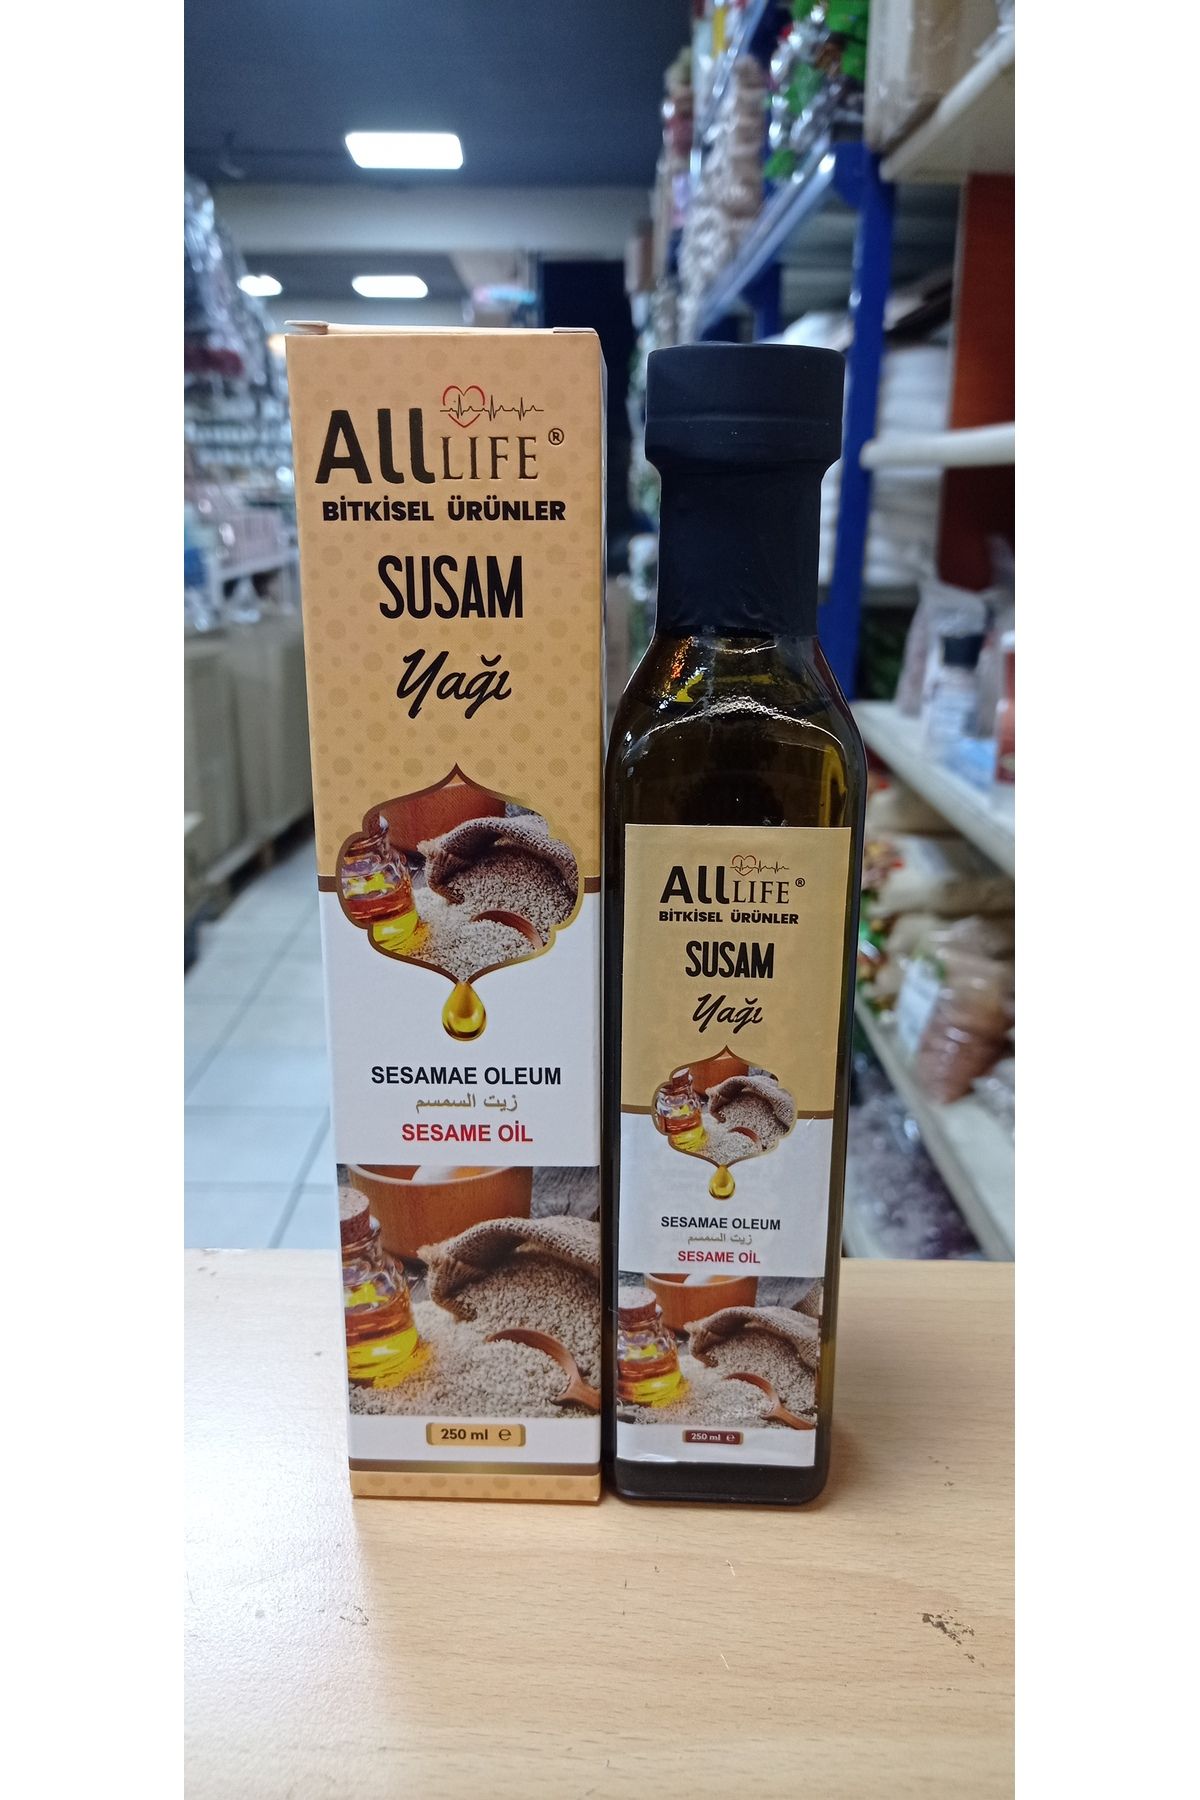 ALLLIFE®
BİTKİSEL ÜRÜNLER
SUSAM
Yağı
SESAMAE OLEUM
زيت السمسم
SESAME OİL
250 ml ℮
ALLLIFE®
BİTKİSEL ÜRÜNLER
SUSAM
Yağı
SESAMAE OLEUM
زيت السمسم
SESAME OİL
250 ml ℮